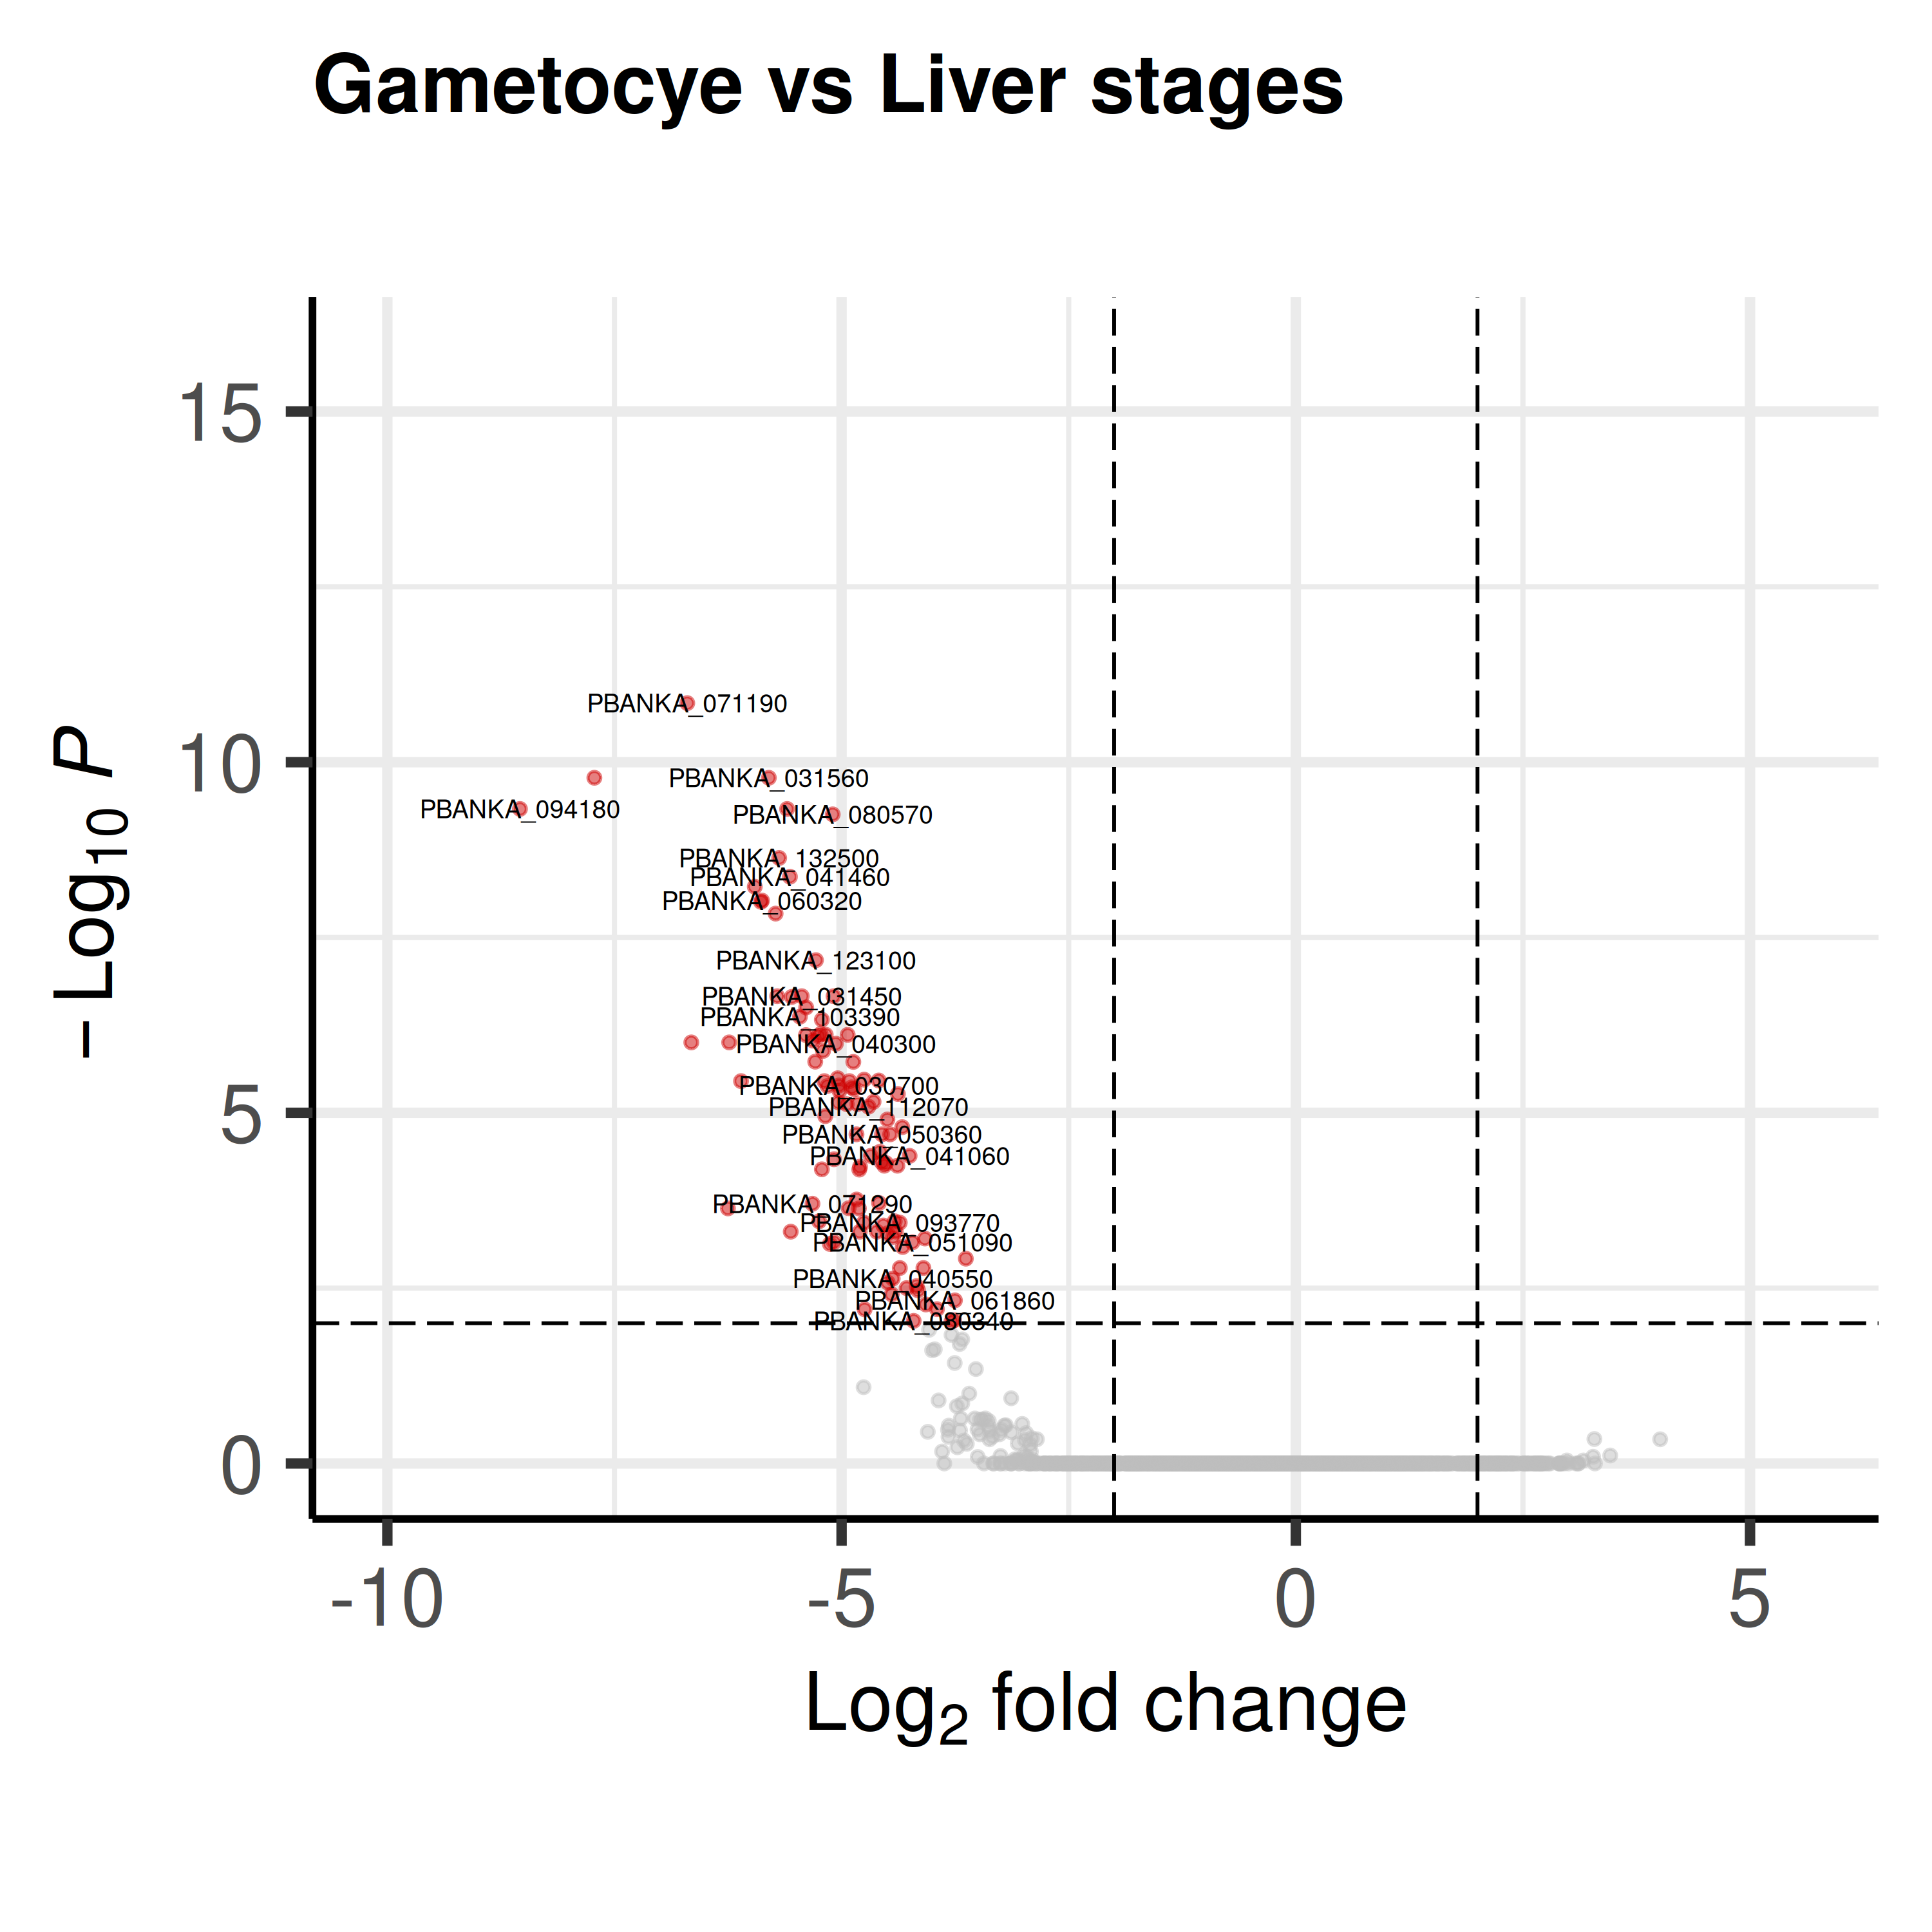 Gametocye vs Liver stages
− Log10 P
15
10
5
0
PBANKA_071190
PBANKA_031560
PBANKA_094180
PBANKA_080570
PBANKA_132500
PBANKA_041460
PBANKA_060320
PBANKA_123100
PBANKA_031450
PBANKA_103390
PBANKA_040300
PBANKA_030700
PBANKA_112070
PBANKA_050360
PBANKA_041060
PBANKA_071290
PBANKA_093770
PBANKA_051090
PBANKA_040550
PBANKA_061860
PBANKA_080340
-10
-5
0
5
Log2 fold change